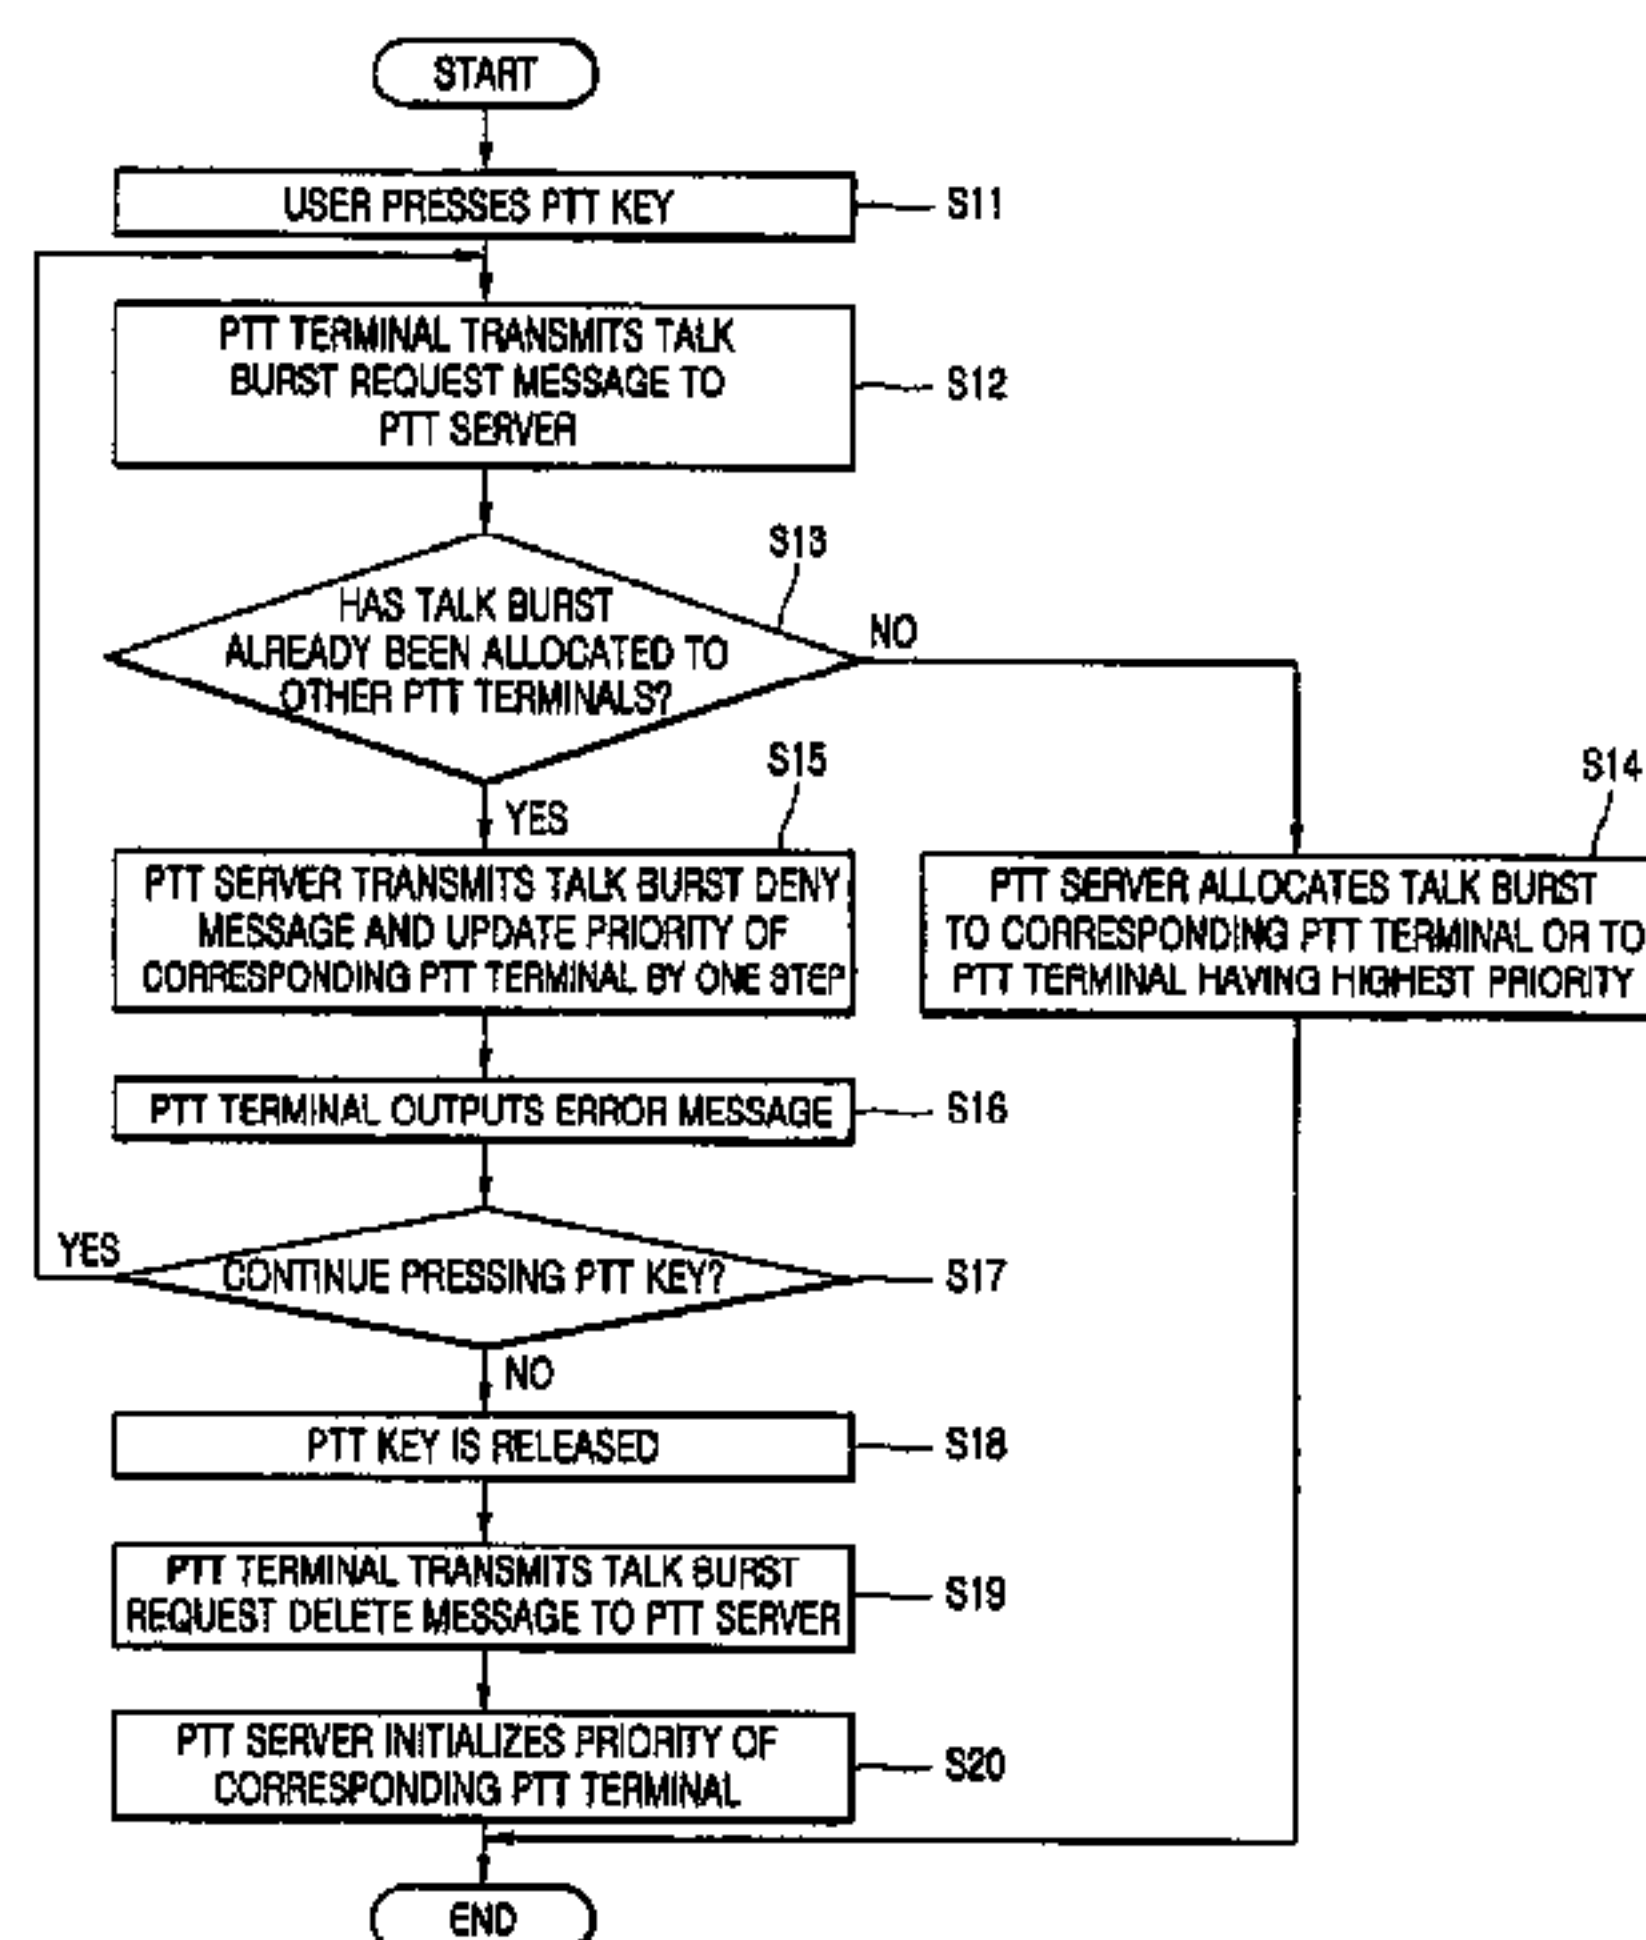 START
USER PRESSES PTT KEY
S11
PTT TERMINAL TRANSMITS TALK
BURST REQUEST MESSAGE TO
PTT SERVER
S12
S13
HAS TALK BURST
ALREADY BEEN ALLOCATED TO
OTHER PTT TERMINALS?
NO
YES
S15
PTT SERVER TRANSMITS TALK BURST DENY
MESSAGE AND UPDATE PRIORITY OF
CORRESPONDING PTT TERMINAL BY ONE STEP
S14
PTT SERVER ALLOCATES TALK BURST
TO CORRESPONDING PTT TERMINAL OR TO
PTT TERMINAL HAVING HIGHEST PRIORITY
PTT TERMINAL OUTPUTS ERROR MESSAGE
S16
YES
CONTINUE PRESSING PTT KEY?
S17
NO
PTT KEY IS RELEASED
S18
PTT TERMINAL TRANSMITS TALK BURST
REQUEST DELETE MESSAGE TO PTT SERVER
S19
PTT SERVER INITIALIZES PRIORITY OF
CORRESPONDING PTT TERMINAL
S20
END